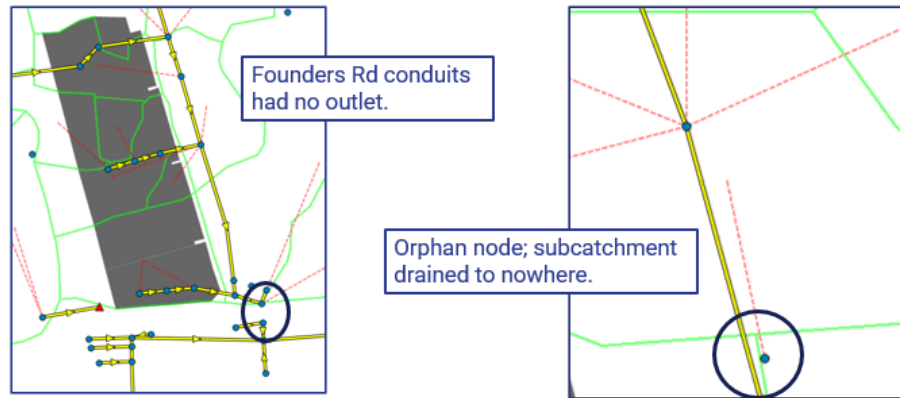 Founders Rd conduits
had no outlet.
Orphan node; subcatchment
drained to nowhere.